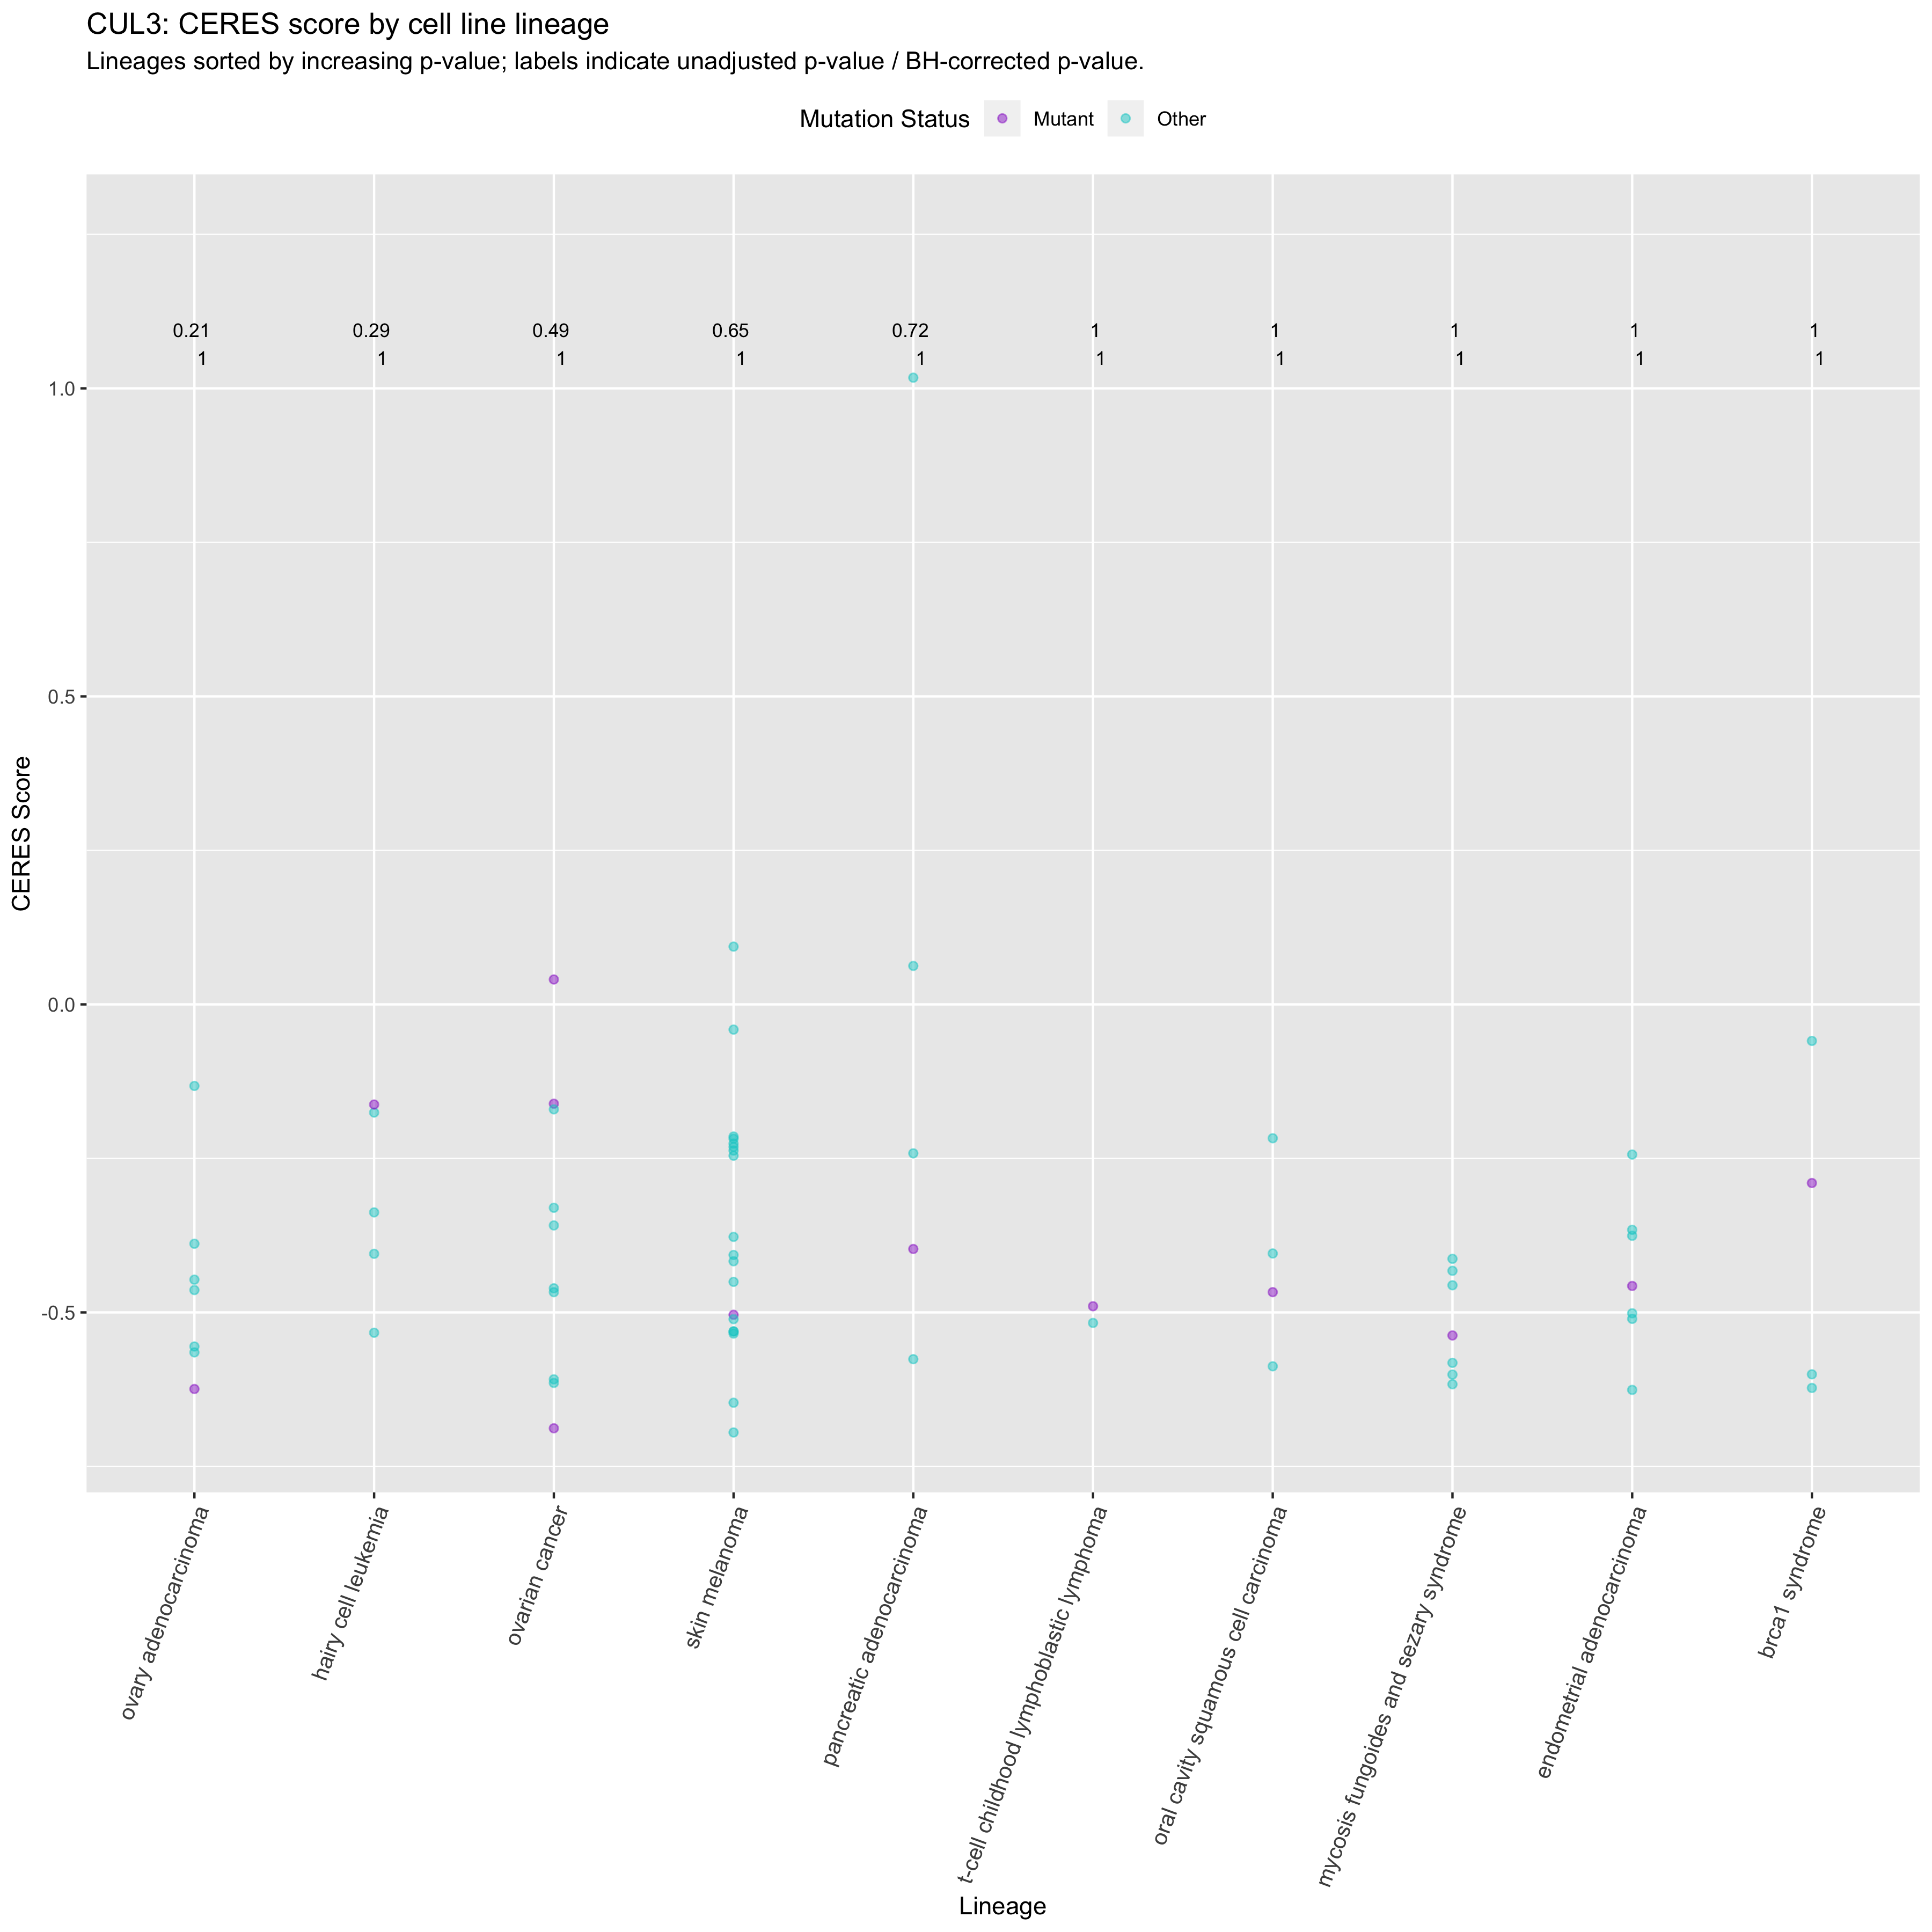 CUL3: CERES score by cell line lineage
Lineages sorted by increasing p-value; labels indicate unadjusted p-value / BH-corrected p-value.
Mutation Status Mutant Other
0.21 0.29 0.49 0.65 0.72 1 1 1 1 1
1 1 1 1 1 1 1 1 1 1
1.0
0.5
0.0
-0.5
CERES Score
ovary adenocarcinoma
hairy cell leukemia
ovarian cancer
skin melanoma
pancreatic adenocarcinoma
t-cell childhood lymphoblastic lymphoma
oral cavity squamous cell carcinoma
mycosis fungoides and sezary syndrome
endometrial adenocarcinoma
brca1 syndrome
Lineage